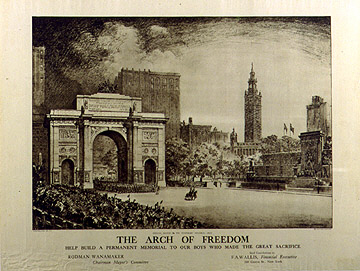 THE ARCH OF FREEDOM
HELP BUILD A PERMANENT MEMORIAL TO OUR BOYS WHO MADE THE GREAT SACRIFICE
RODMAN WANAMAKER
Chairman Mayor's Committee
F.A.WALLIS, Financial Executive